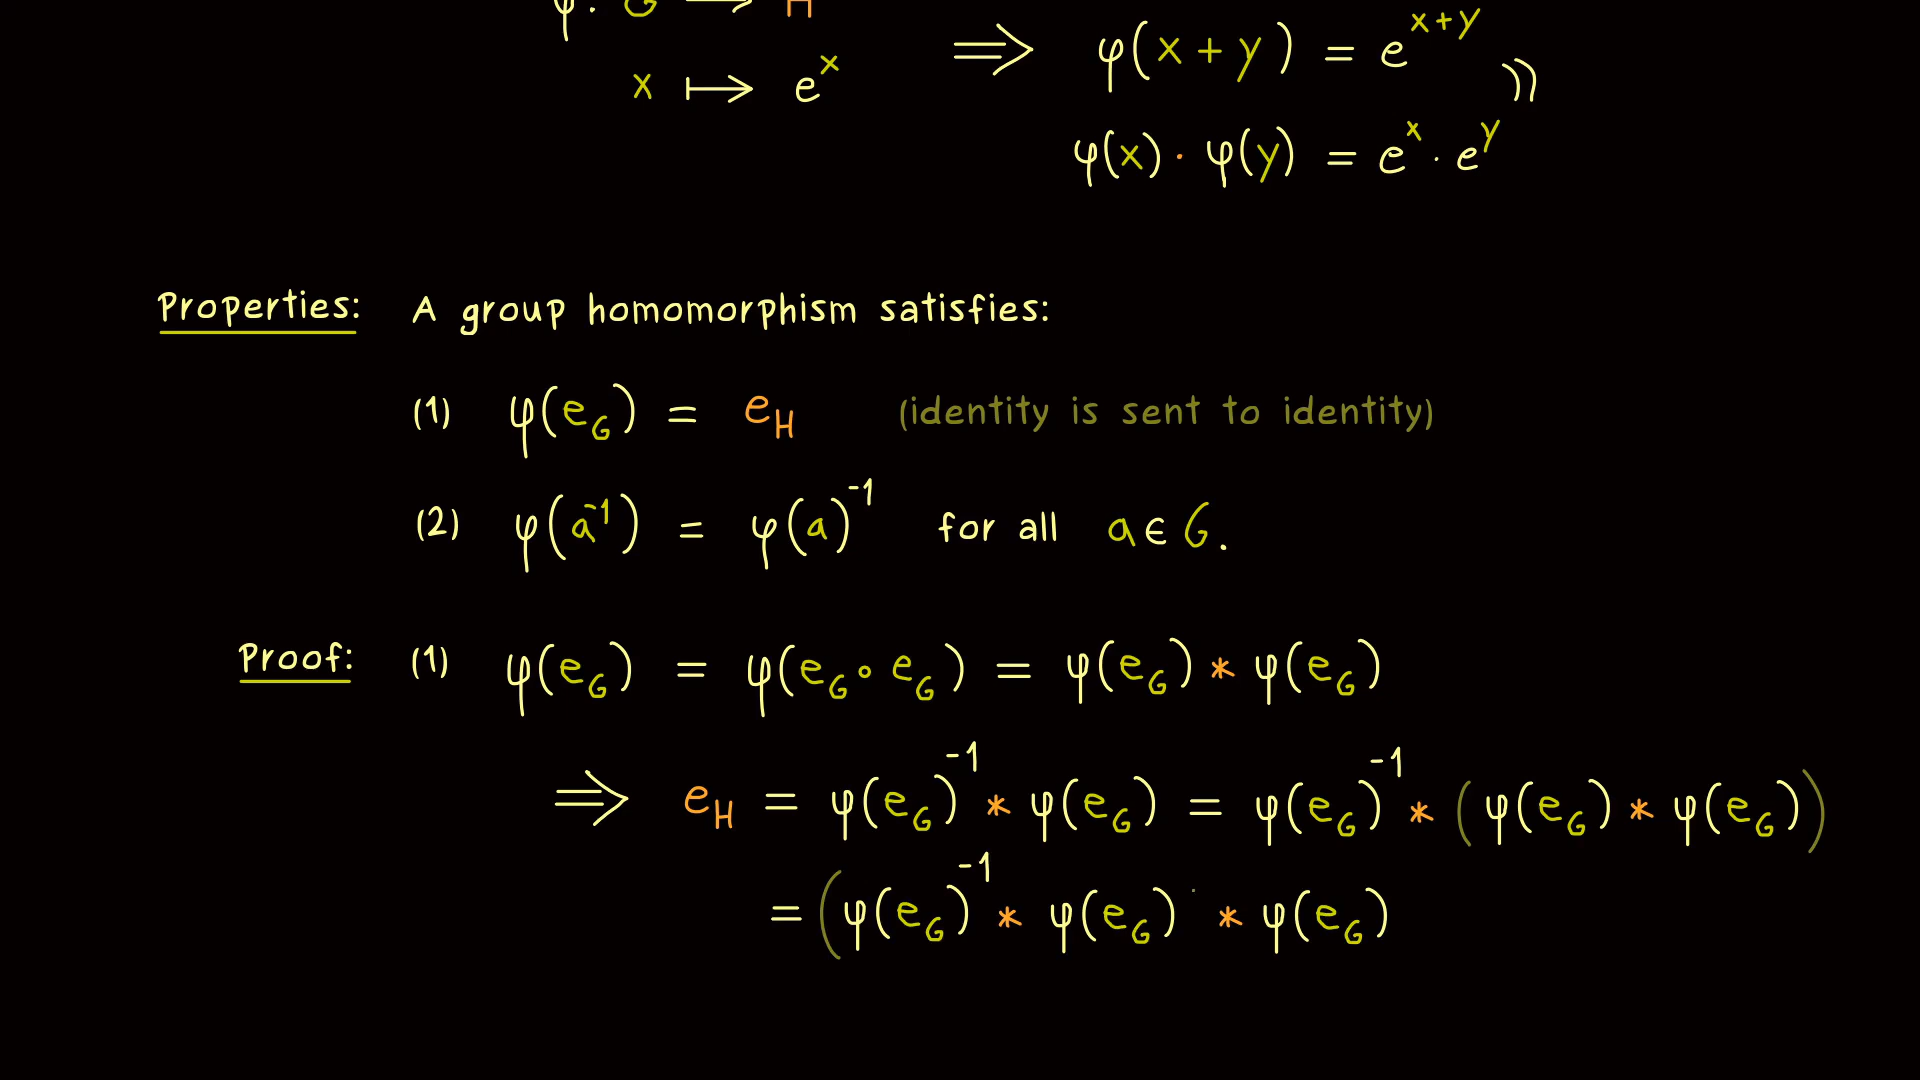 φ: G ⟶ H
x ⟼ e^x
⟹ φ(x + y) = e^{x+y}
φ(x) · φ(y) = e^x · e^y
Properties: A group homomorphism satisfies:
(1) φ(e_G) = e_H (identity is sent to identity)
(2) φ(a^{-1}) = φ(a)^{-1} for all a ∈ G.
Proof: (1) φ(e_G) = φ(e_G ∘ e_G) = φ(e_G) * φ(e_G)
⟹ e_H = φ(e_G)^{-1} * φ(e_G) = φ(e_G)^{-1} * (φ(e_G) * φ(e_G))
= (φ(e_G)^{-1} * φ(e_G) * φ(e_G)